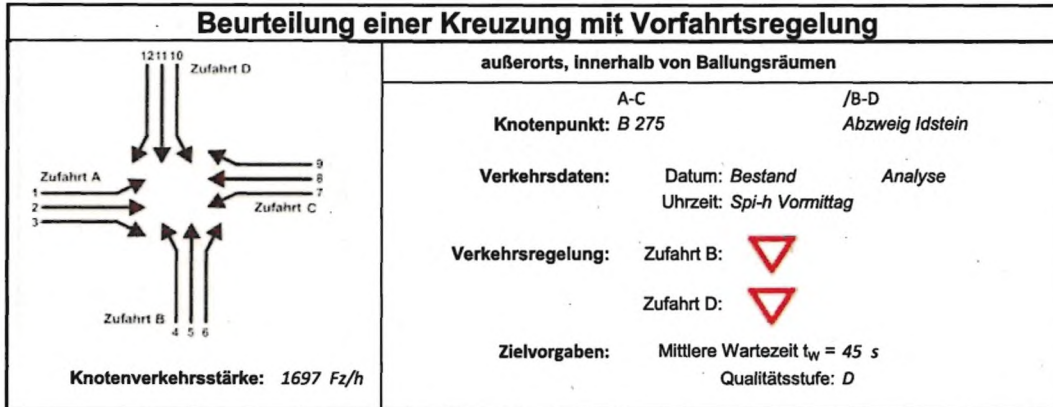 Beurteilung einer Kreuzung mit Vorfahrtsregelung
12 11 10
Zufahrt D
Zufahrt A
1
2
3
9
8
7
Zufahrt C
Zufahrt B
4 5 6
Knotenverkehrsstärke: 1697 Fz/h
außerorts, innerhalb von Ballungsräumen
A-C /B-D
Knotenpunkt: B 275 Abzweig Idstein
Verkehrsdaten: Datum: Bestand Analyse
Uhrzeit: Spi-h Vormittag
Verkehrsregelung: Zufahrt B:
Zufahrt D:
Zielvorgaben: Mittlere Wartezeit tW = 45 s
Qualitätsstufe: D